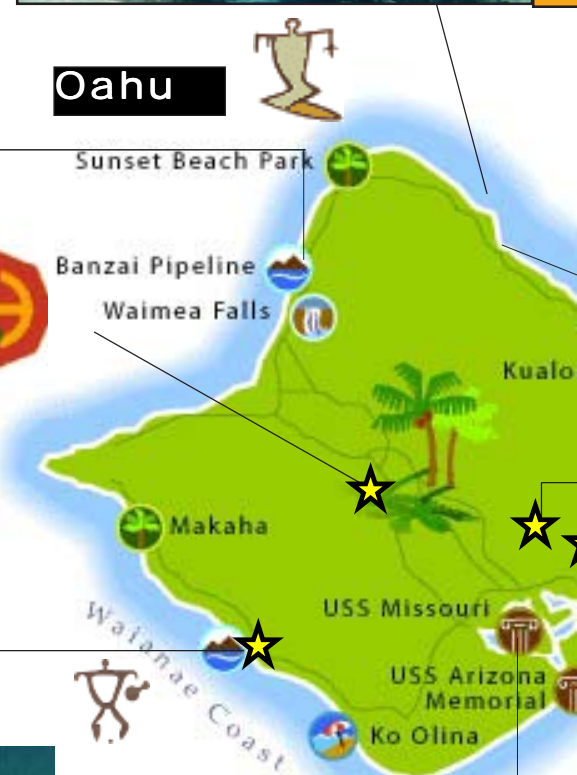 Oahu
Sunset Beach Park
Banzai Pipeline
Waimea Falls
Kualo
Makaha
USS Missouri
Waianae Coast
USS Arizona
Memorial
Ko Olina